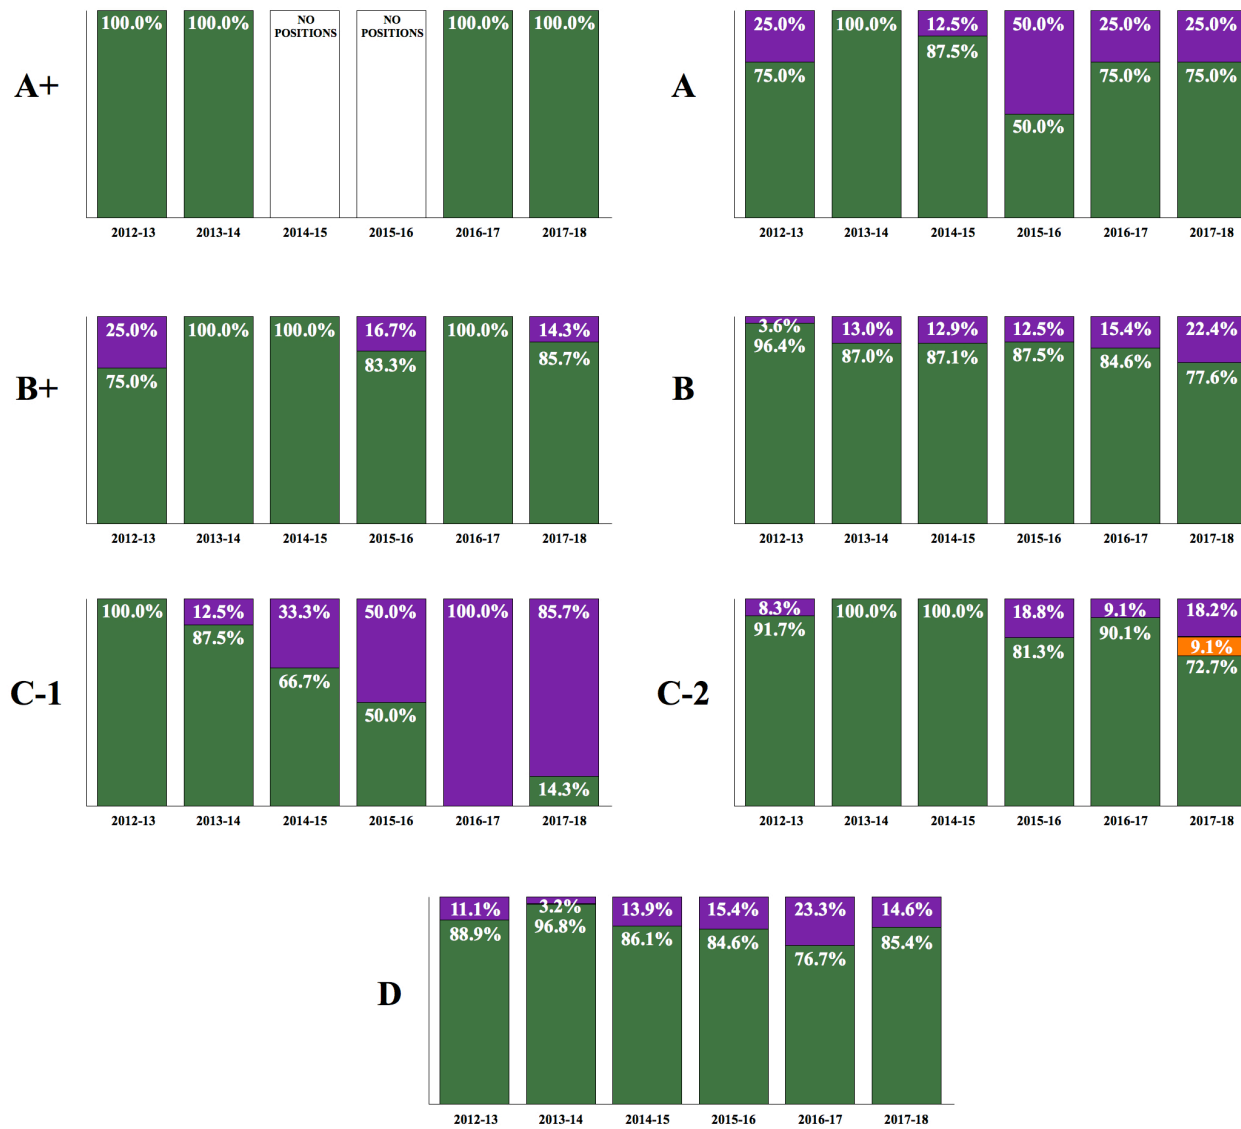 A+
100.0% 100.0% NO POSITIONS NO POSITIONS 100.0% 100.0%
2012-13 2013-14 2014-15 2015-16 2016-17 2017-18
A
25.0% 100.0% 12.5% 50.0% 25.0% 25.0%
75.0% 87.5% 50.0% 75.0% 75.0%
2012-13 2013-14 2014-15 2015-16 2016-17 2017-18
B+
25.0% 100.0% 100.0% 16.7% 100.0% 14.3%
75.0% 83.3% 85.7%
2012-13 2013-14 2014-15 2015-16 2016-17 2017-18
B
3.6% 13.0% 12.9% 12.5% 15.4% 22.4%
96.4% 87.0% 87.1% 87.5% 84.6% 77.6%
2012-13 2013-14 2014-15 2015-16 2016-17 2017-18
C-1
100.0% 12.5% 33.3% 50.0% 100.0% 85.7%
87.5% 66.7% 50.0% 14.3%
2012-13 2013-14 2014-15 2015-16 2016-17 2017-18
C-2
8.3% 100.0% 100.0% 18.8% 9.1% 18.2%
9.1%
91.7% 81.3% 90.1% 72.7%
2012-13 2013-14 2014-15 2015-16 2016-17 2017-18
D
11.1% 3.2% 13.9% 15.4% 23.3% 14.6%
88.9% 96.8% 86.1% 84.6% 76.7% 85.4%
2012-13 2013-14 2014-15 2015-16 2016-17 2017-18